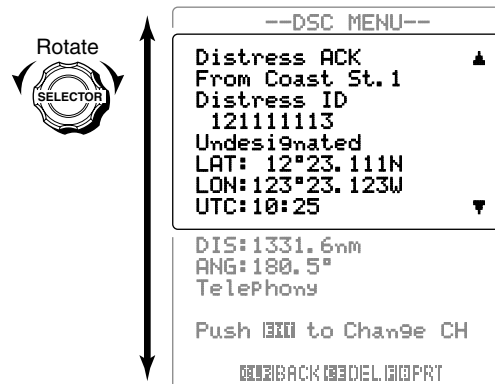 --DSC MENU--
Rotate
SELECTOR
Distress ACK
From Coast St.1
Distress ID
121111113
Undesignated
LAT: 12°23.111N
LON:123°23.123W
UTC:10:25
DIS:1331.6nm
ANG:180.5°
Telephony
Push to Change CH
BACK DEL PRT